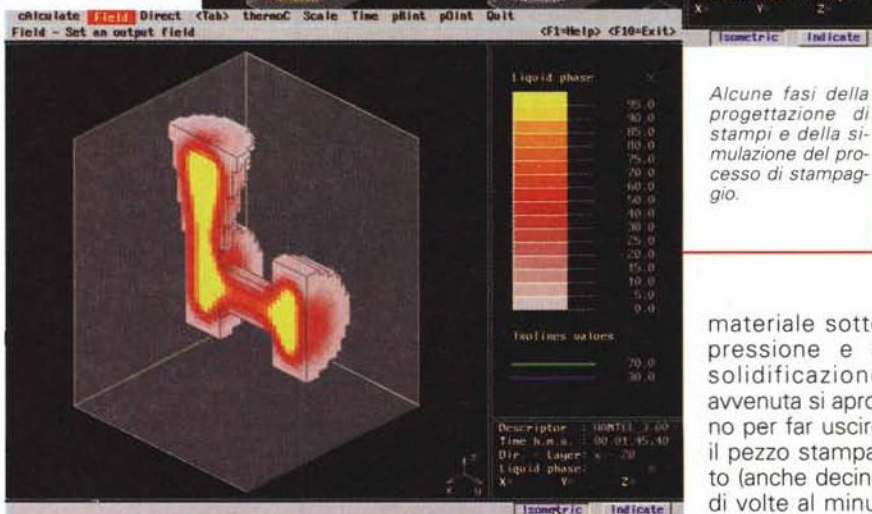 X: Y: Z:
Isometric Indicate
cAlculate Field Direct <Tab> thermoC Scale Time pRint pOint Quit
Field - Set an output field <F1=Help> <F10=Exit>
Liquid phase %
95.0
90.0
85.0
80.0
75.0
70.0
60.0
50.0
40.0
30.0
25.0
20.0
15.0
10.0
5.0
0.0
Isolines values
70.0
30.0
Time h.m.s. : 00.01.45.40
Dir. - Layer: x - 20
Liquid phase: %
X= Y= Z=
Isometric Indicate
Alcune fasi della
progettazione di
stampi e della si-
mulazione del pro-
cesso di stampag-
gio.
materiale sotto
pressione e a
solidificazione
avvenuta si apro-
no per far uscire
il pezzo stampa-
to (anche decine
di volte al minu-